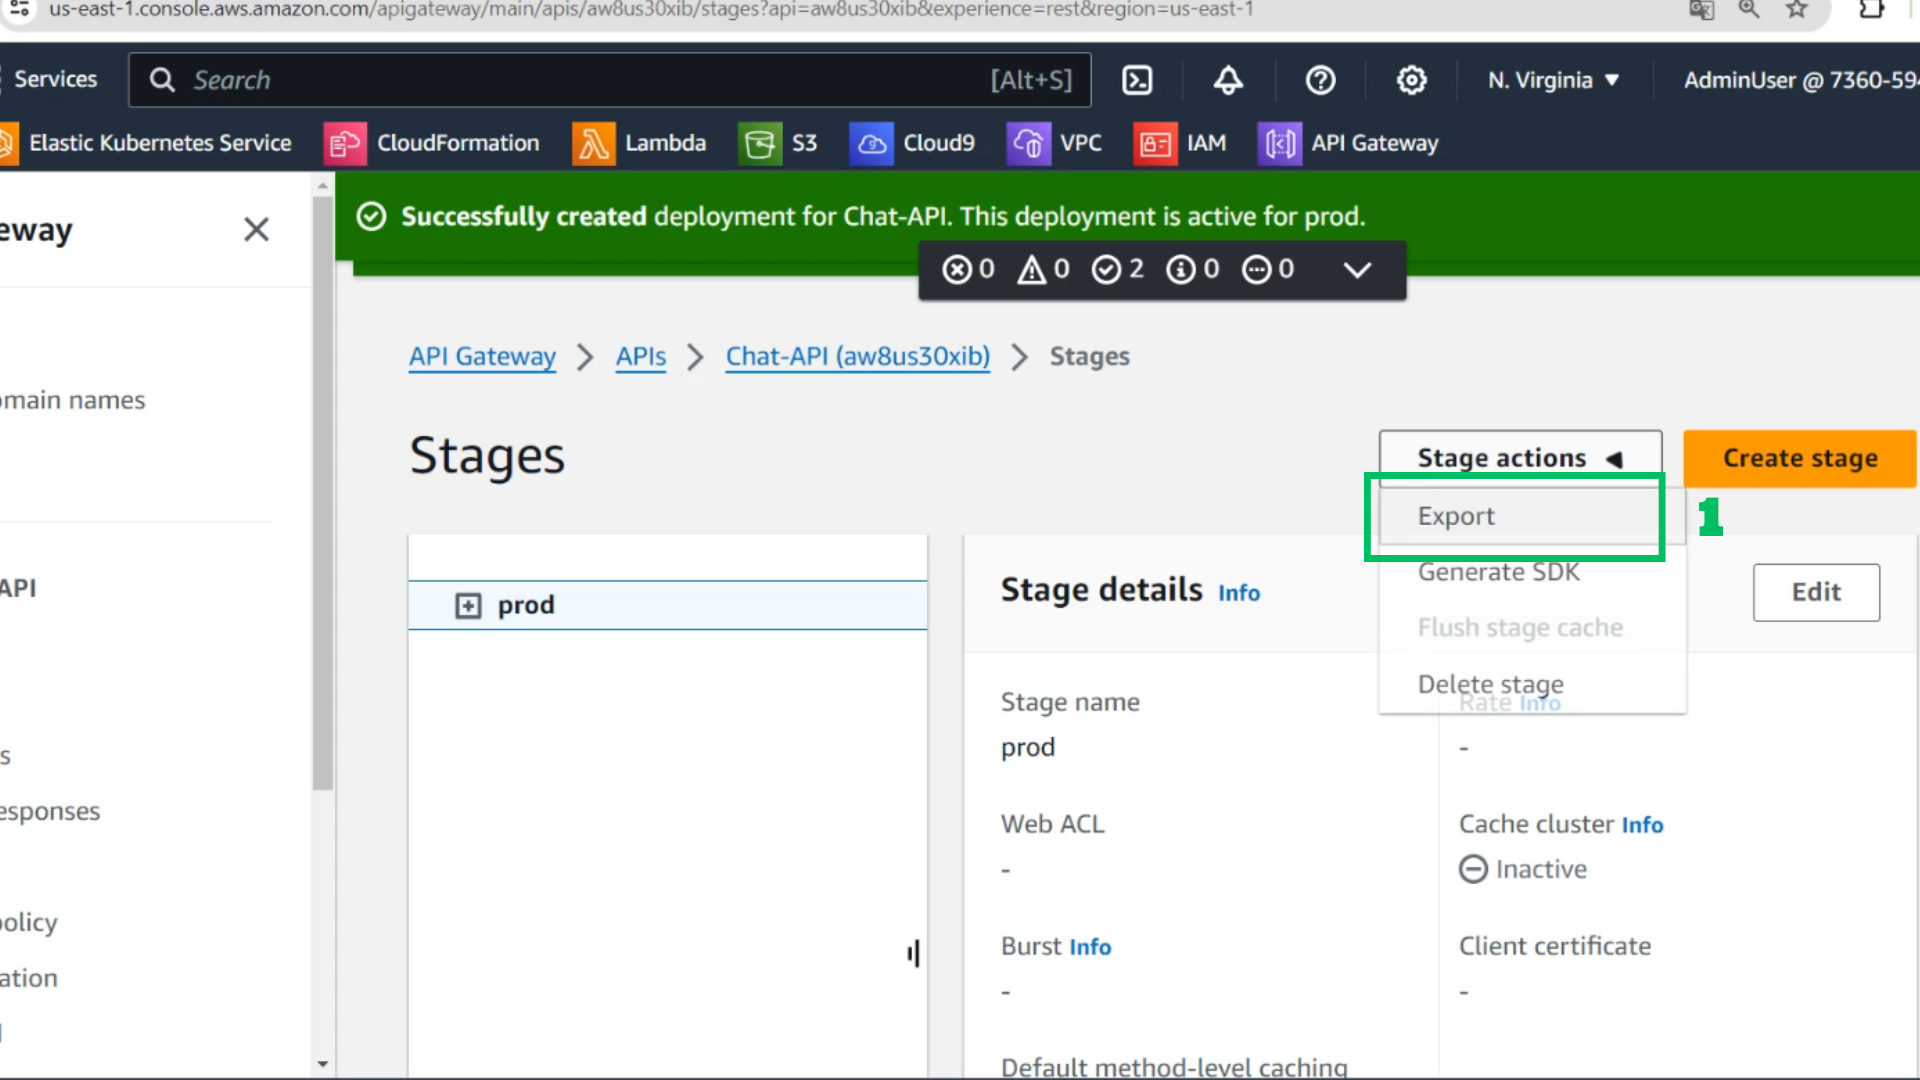 us-east-1.console.aws.amazon.com/apigateway/main/apis/aw8us30xib/stages?api=aw8us30xib&experience=rest&region=us-east-1
Services
Search
[Alt+S]
N. Virginia
AdminUser @ 7360-594
Elastic Kubernetes Service
CloudFormation
Lambda
S3
Cloud9
VPC
IAM
API Gateway
eway
Successfully created deployment for Chat-API. This deployment is active for prod.
0 0 2 0 0
API Gateway
APIs
Chat-API (aw8us30xib)
Stages
omain names
Stages
Stage actions
Create stage
Export
1
Generate SDK
Flush stage cache
Delete stage
API
prod
Stage details Info
Edit
Stage name
prod
Rate Info
-
s
esponses
Web ACL
-
Cache cluster Info
Inactive
policy
ation
Burst Info
-
Client certificate
-
Default method-level caching